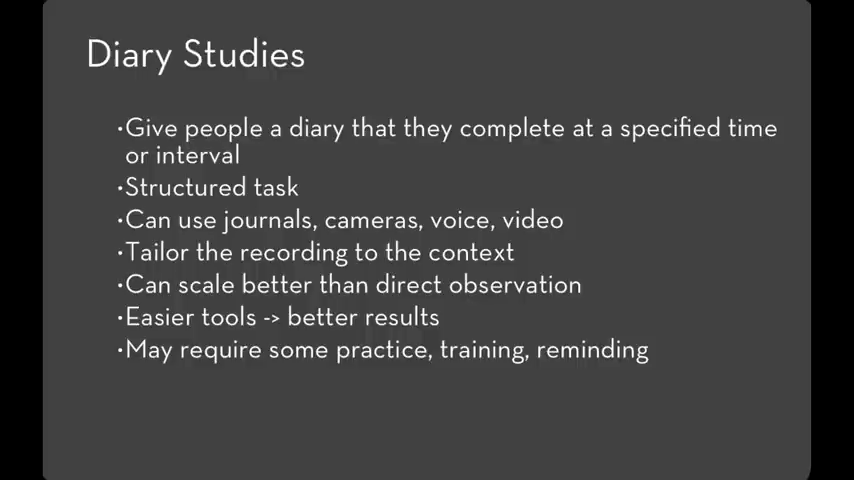 Diary Studies
•Give people a diary that they complete at a specified time
or interval
•Structured task
•Can use journals, cameras, voice, video
•Tailor the recording to the context
•Can scale better than direct observation
•Easier tools -> better results
•May require some practice, training, reminding